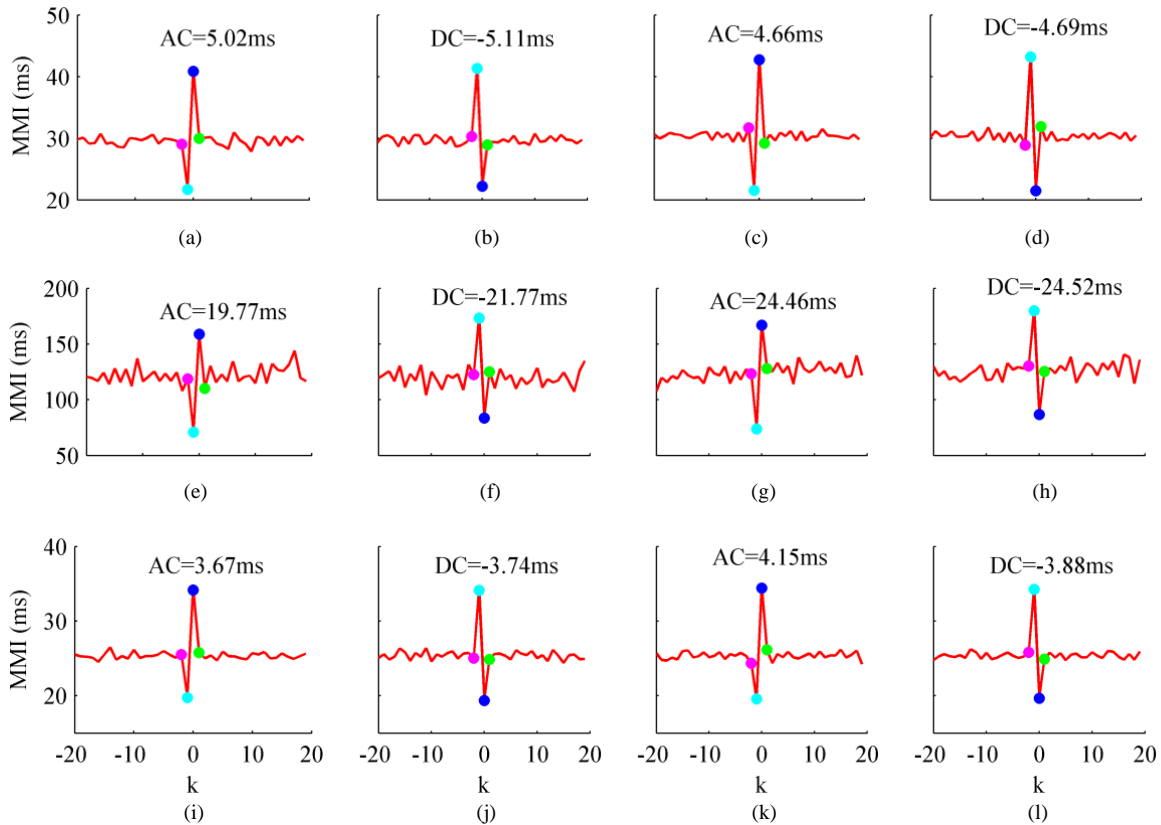 50
40
30
20
MMI (ms)
AC=5.02ms
DC=-5.11ms
AC=4.66ms
DC=-4.69ms
(a)
(b)
(c)
(d)
200
150
100
50
MMI (ms)
AC=19.77ms
DC=-21.77ms
AC=24.46ms
DC=-24.52ms
(e)
(f)
(g)
(h)
40
30
20
MMI (ms)
AC=3.67ms
DC=-3.74ms
AC=4.15ms
DC=-3.88ms
-20 -10 0 10 20
-20 -10 0 10 20
-20 -10 0 10 20
-20 -10 0 10 20
k
k
k
k
(i)
(j)
(k)
(l)